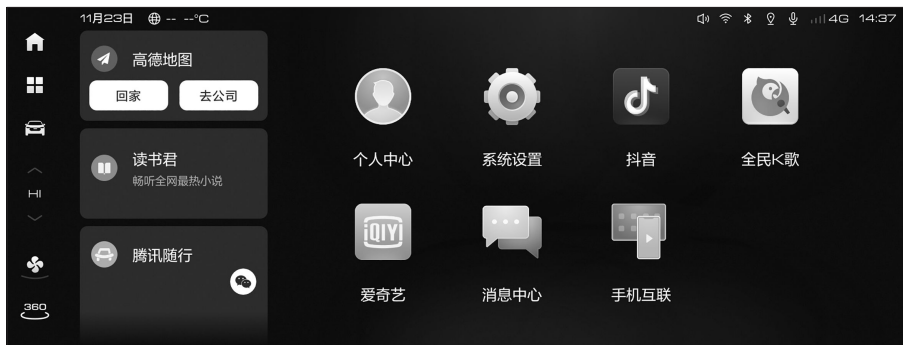 11月23日 -- --°C
4G 14:37
高德地图
回家 去公司
读书君
畅听全网最热小说
腾讯随行
HI
360
个人中心 系统设置 抖音 全民K歌
iQIYI
爱奇艺 消息中心 手机互联